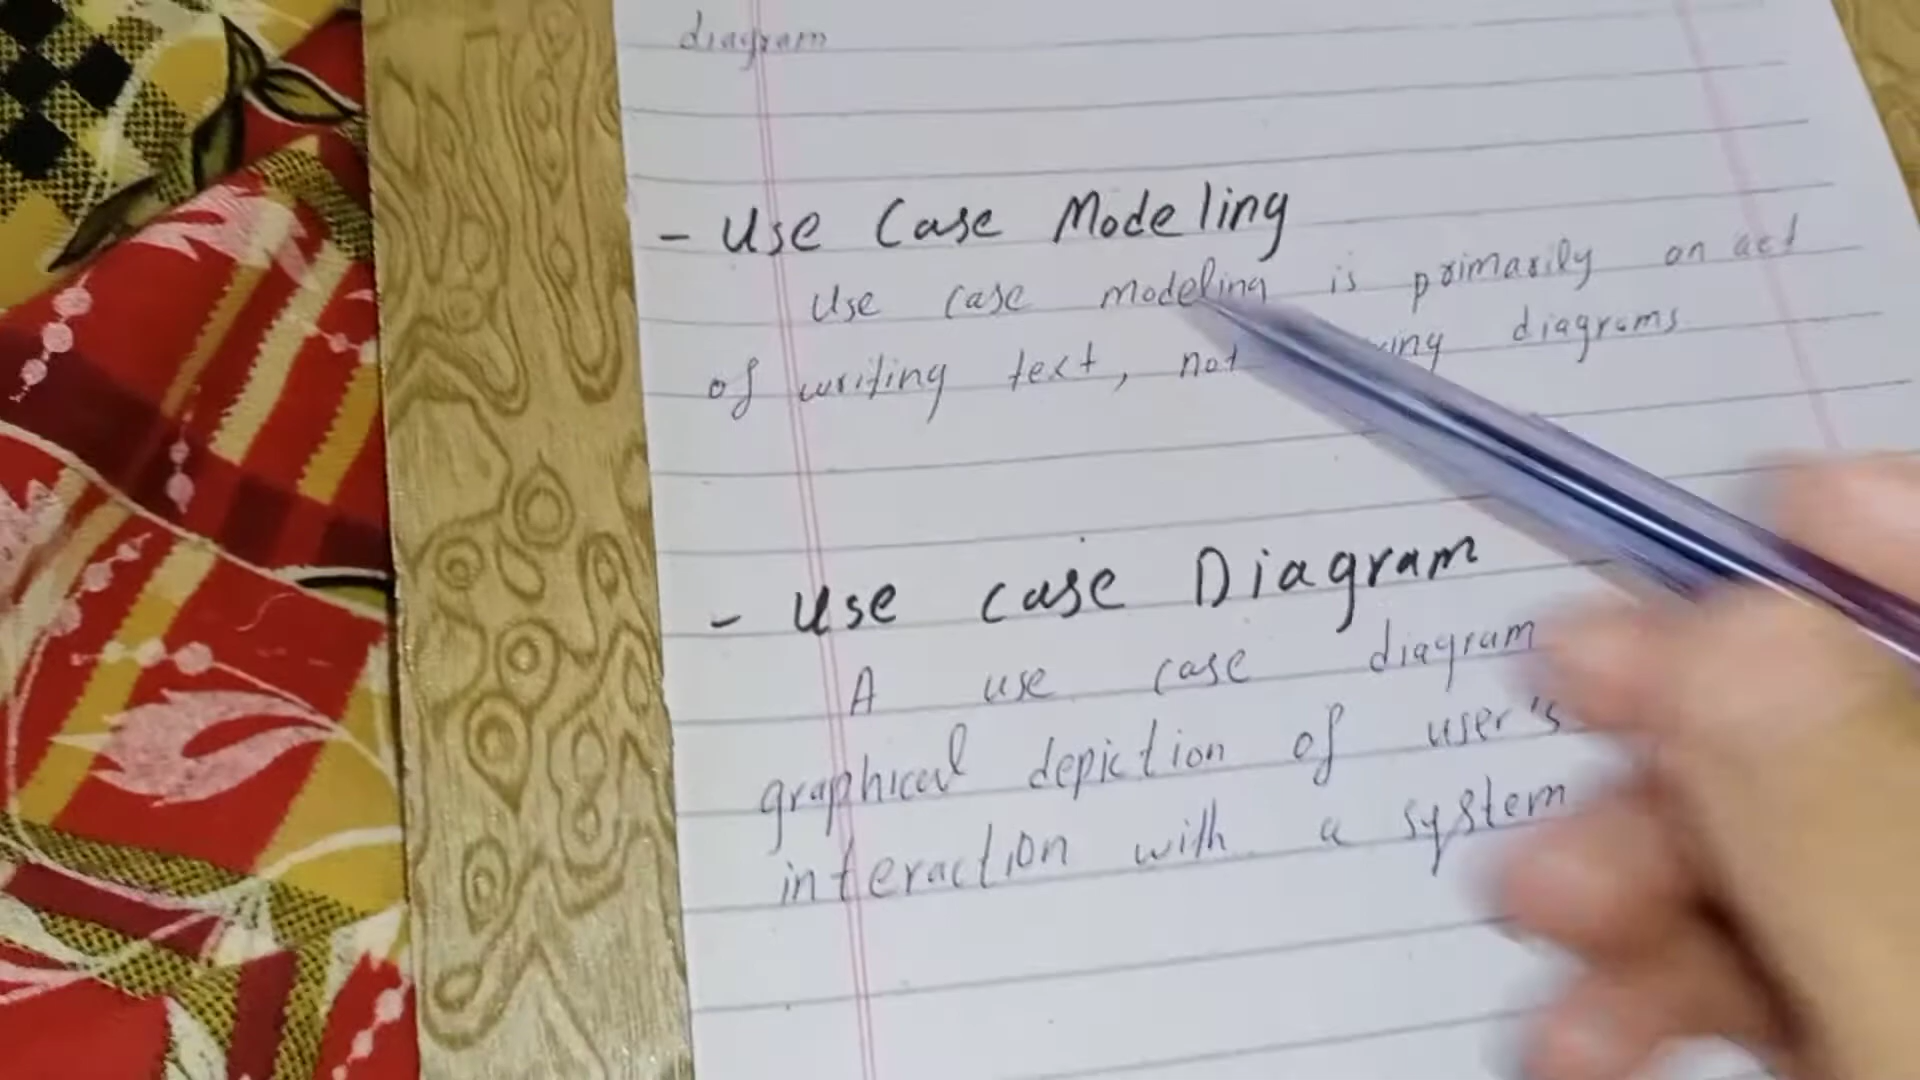 diagram
- Use Case Modeling
Use case modeling is primarily an act
of writing text, not diagrams
- Use case Diagram
A use case diagram
graphical depiction of user's
interaction with a system